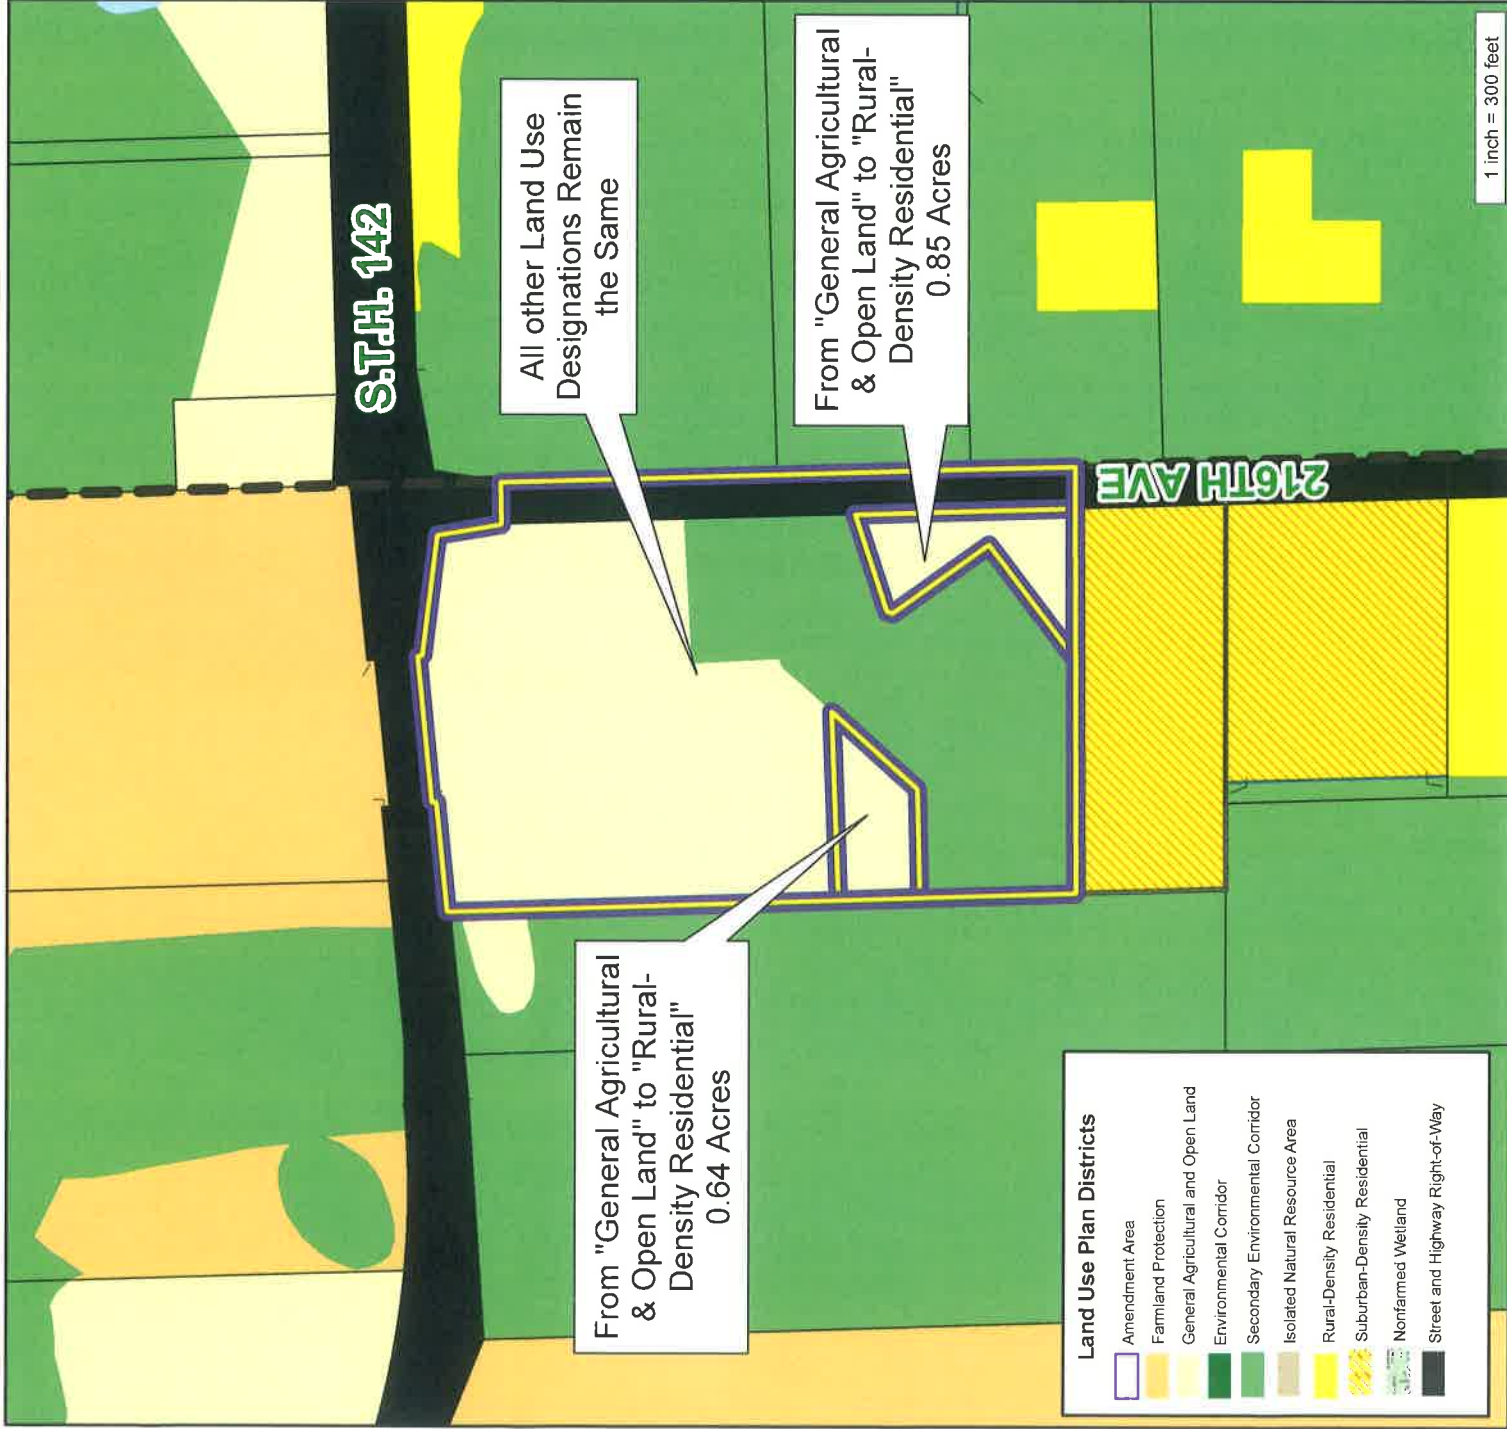 S.T.H. 142
All other Land Use
Designations Remain
the Same
From "General Agricultural
& Open Land" to "Rural-
Density Residential"
0.85 Acres
216TH AVE
From "General Agricultural
& Open Land" to "Rural-
Density Residential"
0.64 Acres
Land Use Plan Districts
Amendment Area
Farmland Protection
General Agricultural and Open Land
Environmental Corridor
Secondary Environmental Corridor
Isolated Natural Resource Area
Rural-Density Residential
Suburban-Density Residential
Nonfarmed Wetland
Street and Highway Right-of-Way
1 inch = 300 feet